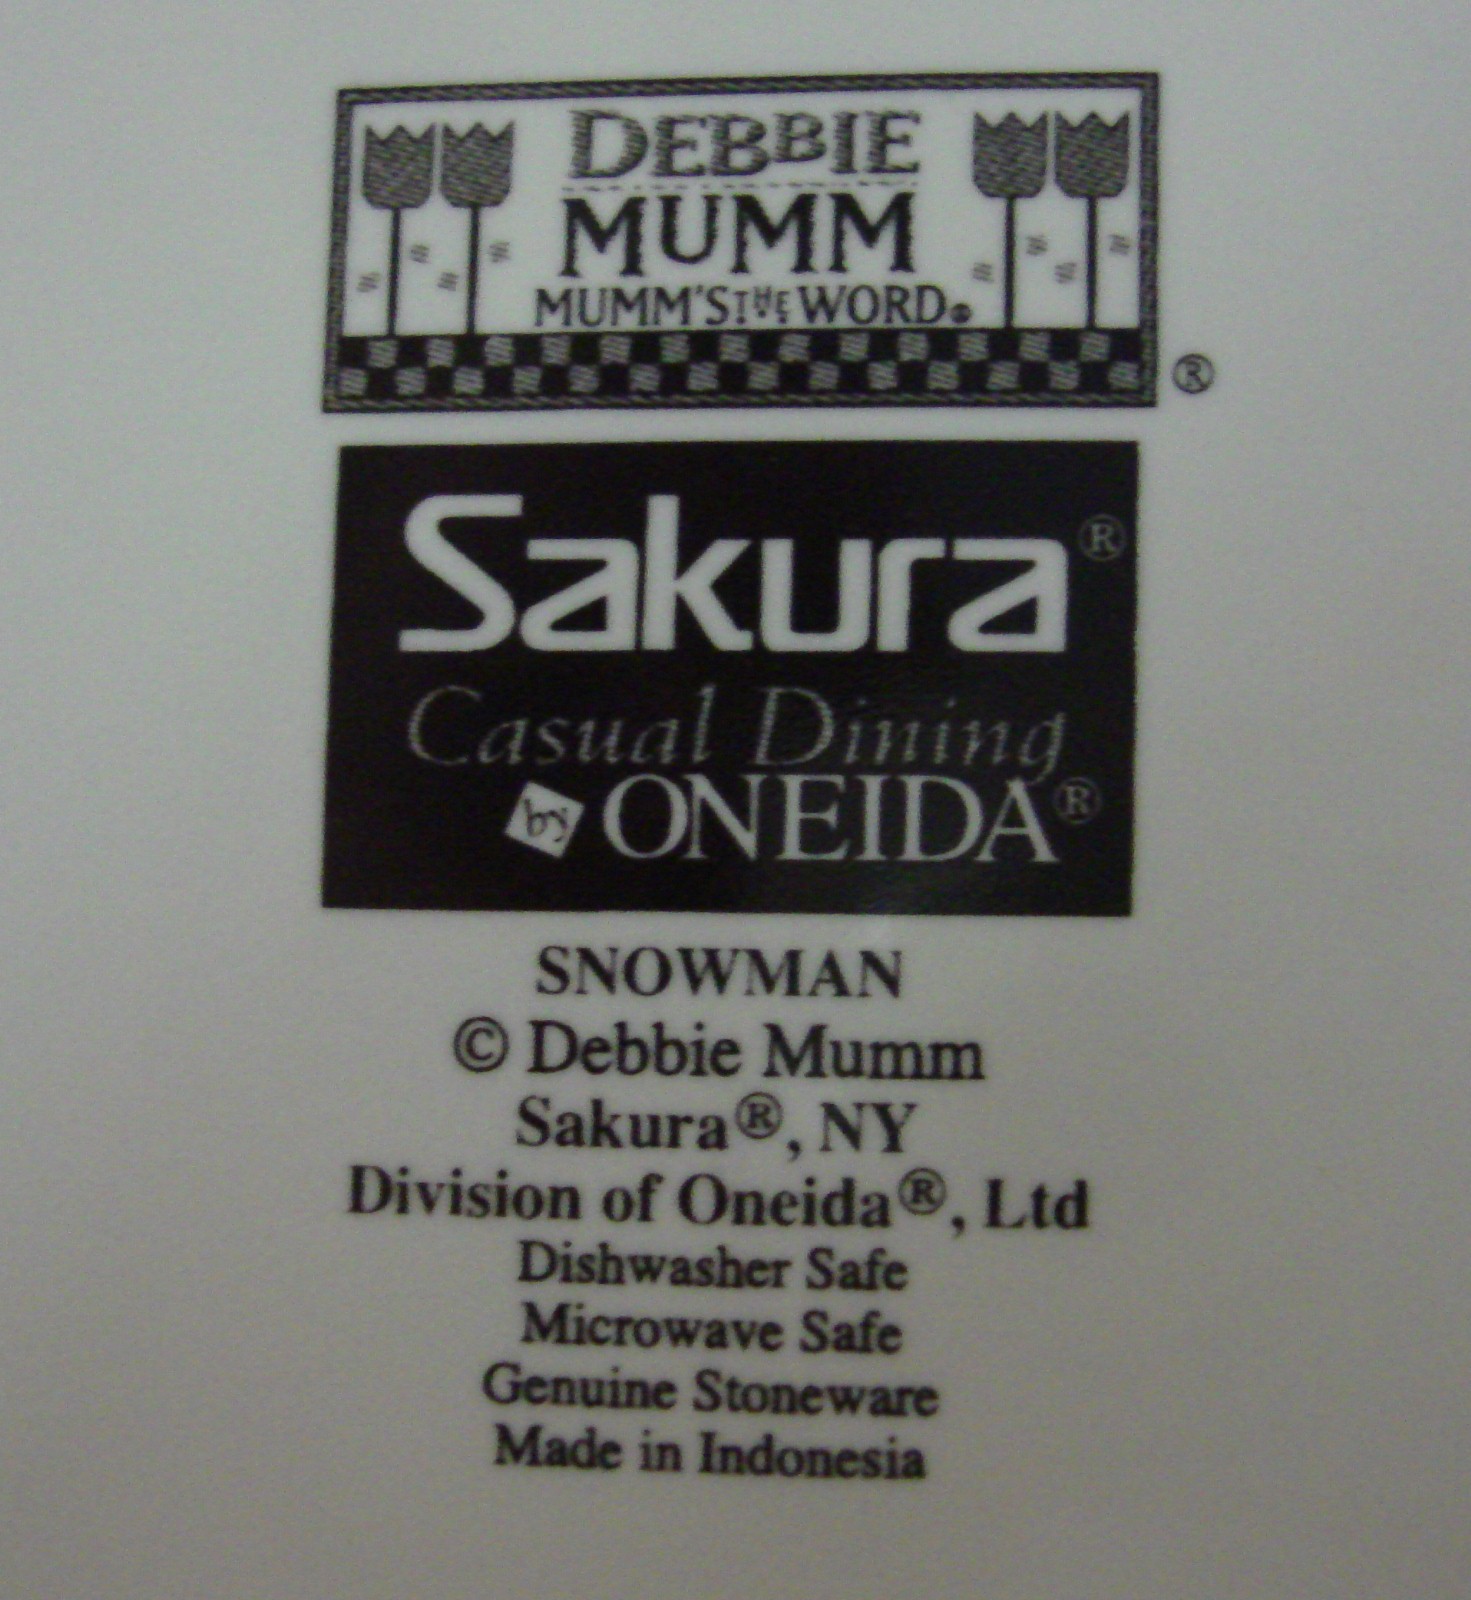 DEBBIE
MUMM
MUMM'S THE WORD®
®
Sakura®
Casual Dining
by ONEIDA®
SNOWMAN
© Debbie Mumm
Sakura®, NY
Division of Oneida®, Ltd
Dishwasher Safe
Microwave Safe
Genuine Stoneware
Made in Indonesia